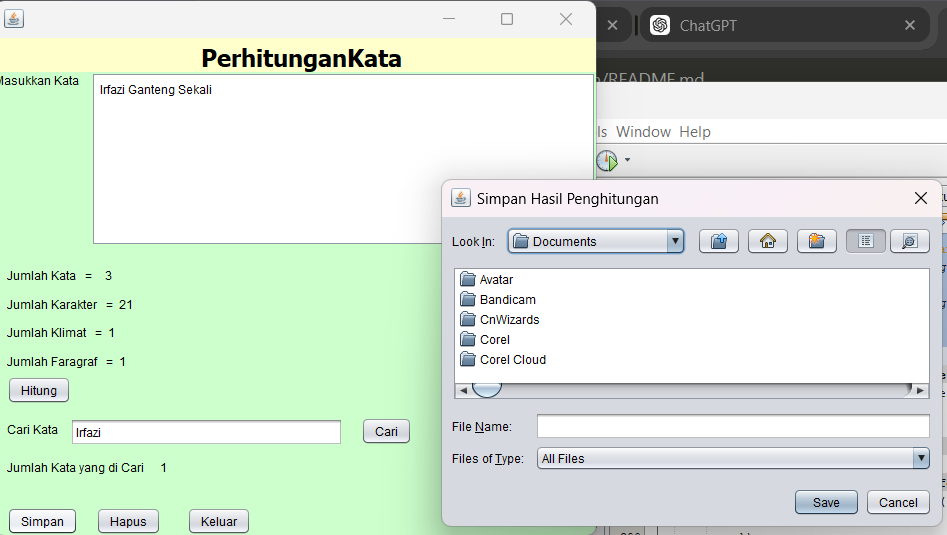 ChatGPT
PerhitunganKata
/README.md
Masukkan Kata
Irfazi Ganteng Sekali
Window Help
Simpan Hasil Penghitungan
Look In: Documents
Avatar
Bandicam
CnWizards
Corel
Corel Cloud
File Name:
Files of Type: All Files
Save Cancel
Jumlah Kata = 3
Jumlah Karakter = 21
Jumlah Klimat = 1
Jumlah Faragraf = 1
Hitung
Cari Kata Irfazi Cari
Jumlah Kata yang di Cari 1
Simpan Hapus Keluar